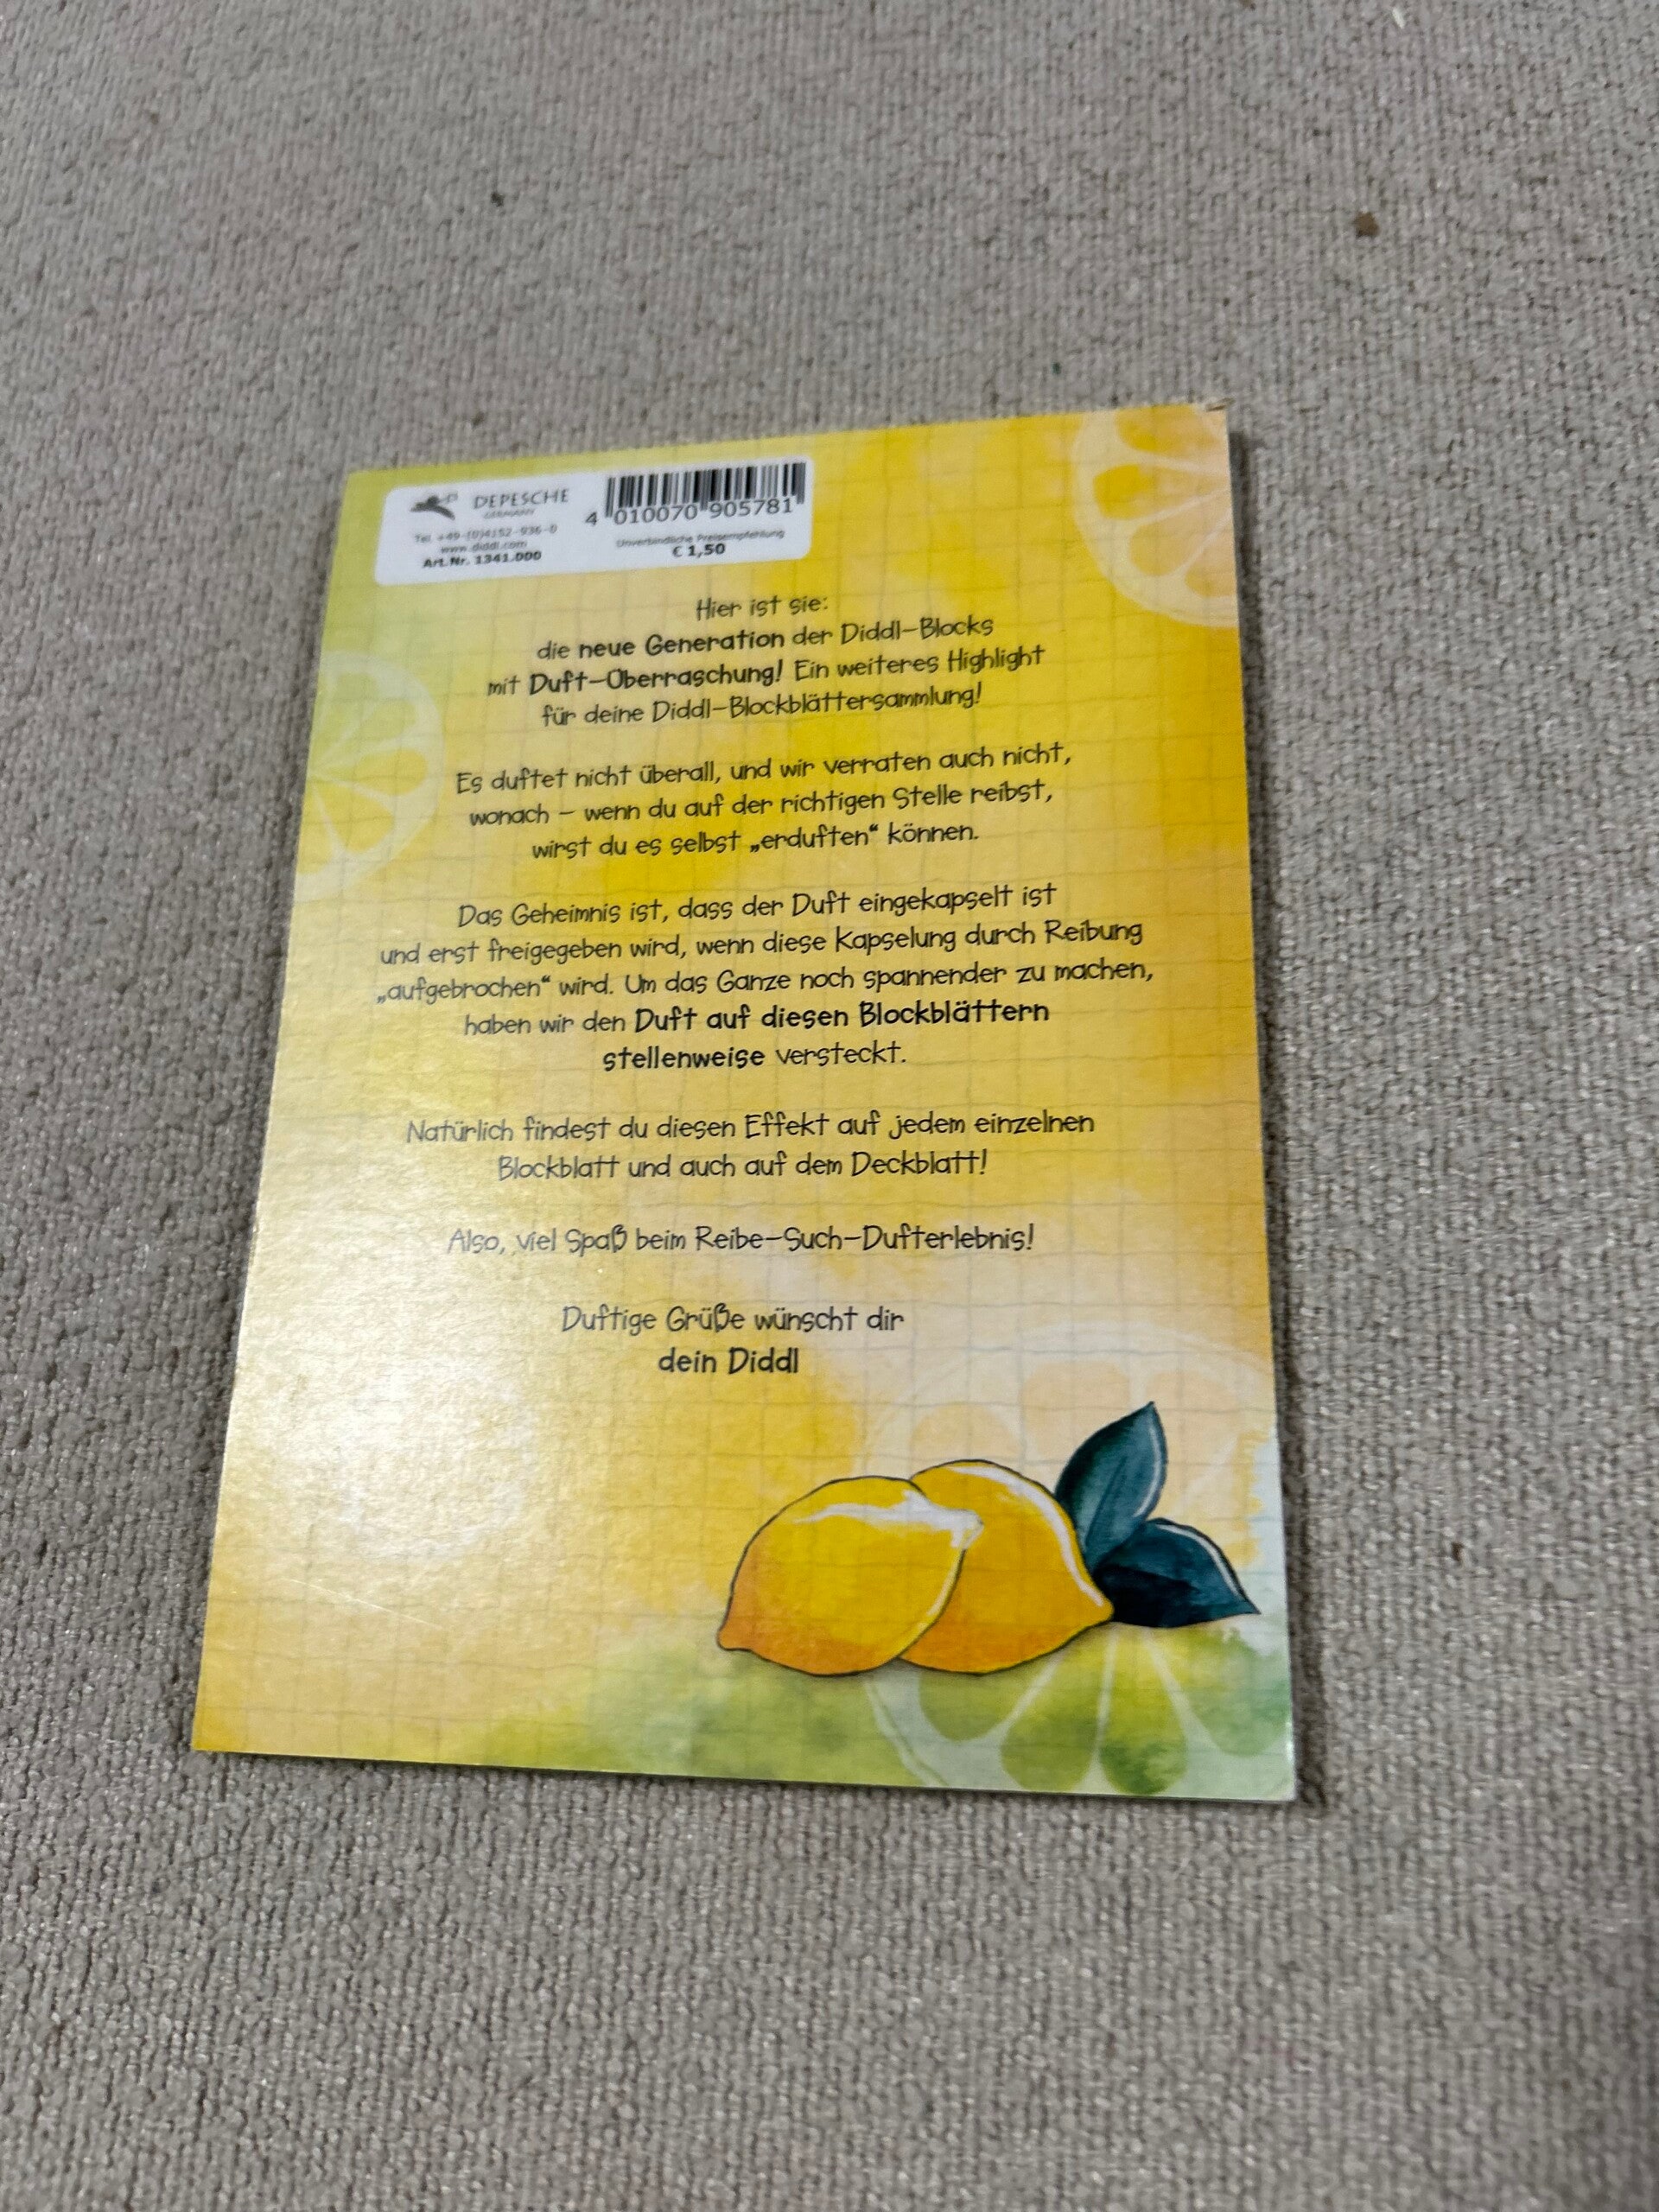 DEPESCHE
GERMANY
Tel. +49-(0)4152-936-0
www.diddl.com
Art.Nr. 1341.000
4 010070 905781
Unverbindliche Preisempfehlung
€ 1,50
Hier ist sie:
die neue Generation der Diddl-Blocks
mit Duft-Überraschung! Ein weiteres Highlight
für deine Diddl-Blockblättersammlung!
Es duftet nicht überall, und wir verraten auch nicht,
wonach – wenn du auf der richtigen Stelle reibst,
wirst du es selbst „erduften“ können.
Das Geheimnis ist, dass der Duft eingekapselt ist
und erst freigegeben wird, wenn diese Kapselung durch Reibung
„aufgebrochen“ wird. Um das Ganze noch spannender zu machen,
haben wir den Duft auf diesen Blockblättern
stellenweise versteckt.
Natürlich findest du diesen Effekt auf jedem einzelnen
Blockblatt und auch auf dem Deckblatt!
Also, viel Spaß beim Reibe-Such-Dufterlebnis!
Duftige Grüße wünscht dir
dein Diddl